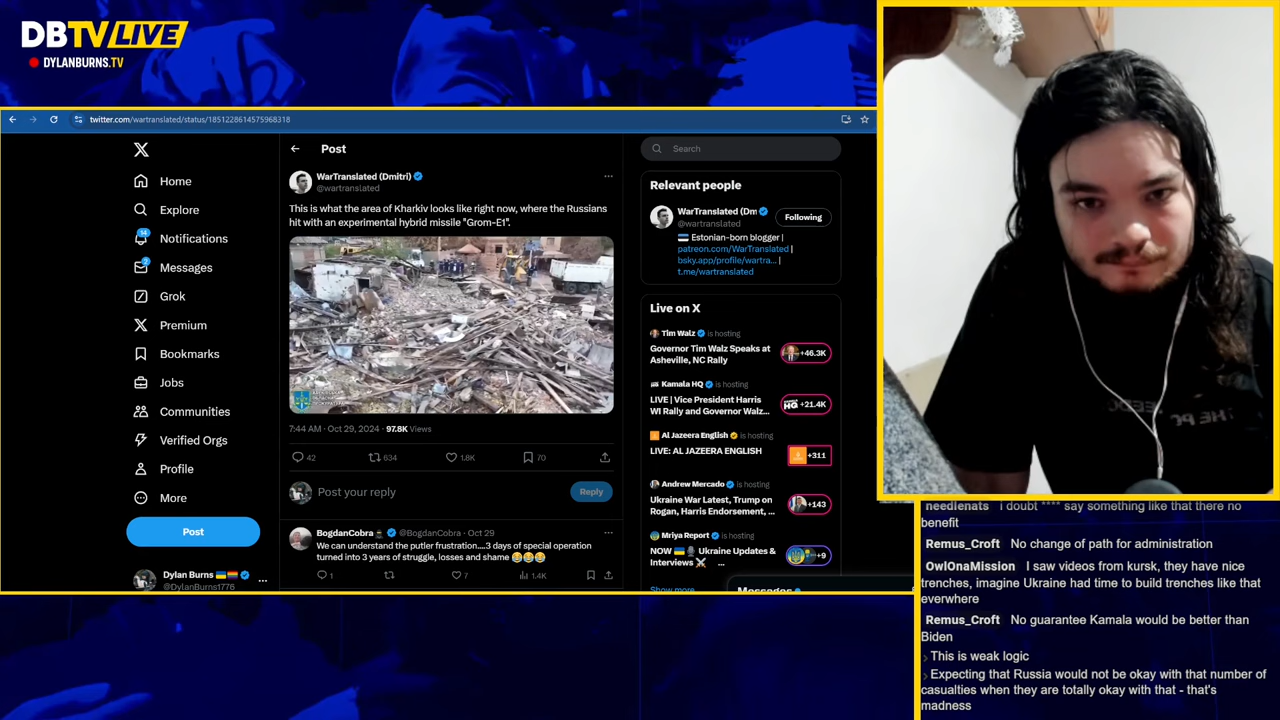 DBTV LIVE
DYLANBURNS.TV
twitter.com/wartranslated/status/1851228614575968318
Home
Explore
14
Notifications
2
Messages
Grok
Premium
Bookmarks
Jobs
Communities
Verified Orgs
Profile
More
Post
Dylan Burns
@DylanBurns1776
Post
WarTranslated (Dmitri)
@wartranslated
This is what the area of Kharkiv looks like right now, where the Russians
hit with an experimental hybrid missile "Grom-E1".
7:44 AM · Oct 29, 2024 · 97.8K Views
42
634
1.8K
70
Post your reply
Reply
BogdanCobra @BogdanCobra · Oct 29
We can understand the putler frustration....3 days of special operation
turned into 3 years of struggle, losses and shame
1
7
1.4K
Search
Relevant people
WarTranslated (Dm
@wartranslated
Following
Estonian-born blogger |
patreon.com/WarTranslated |
bsky.app/profile/wartra... |
t.me/wartranslated
Live on X
Tim Walz is hosting
Governor Tim Walz Speaks at
Asheville, NC Rally
+46.3K
Kamala HQ is hosting
LIVE | Vice President Harris
WI Rally and Governor Walz...
HQ +21.4K
Al Jazeera English is hosting
LIVE: AL JAZEERA ENGLISH
+311
Andrew Mercado is hosting
Ukraine War Latest, Trump on
Rogan, Harris Endorsement, ...
+143
Mriya Report is hosting
NOW Ukraine Updates &
Interviews ...
+9
Show more
Messages
needlenats I doubt **** say something like that there no
benefit
Remus_Croft No change of path for administration
OwlOnaMission I saw videos from kursk, they have nice
trenches, imagine Ukraine had time to build trenches like that
everwhere
Remus_Croft No guarantee Kamala would be better than
Biden
This is weak logic
Expecting that Russia would not be okay with that number of
casualties when they are totally okay with that - that's
madness